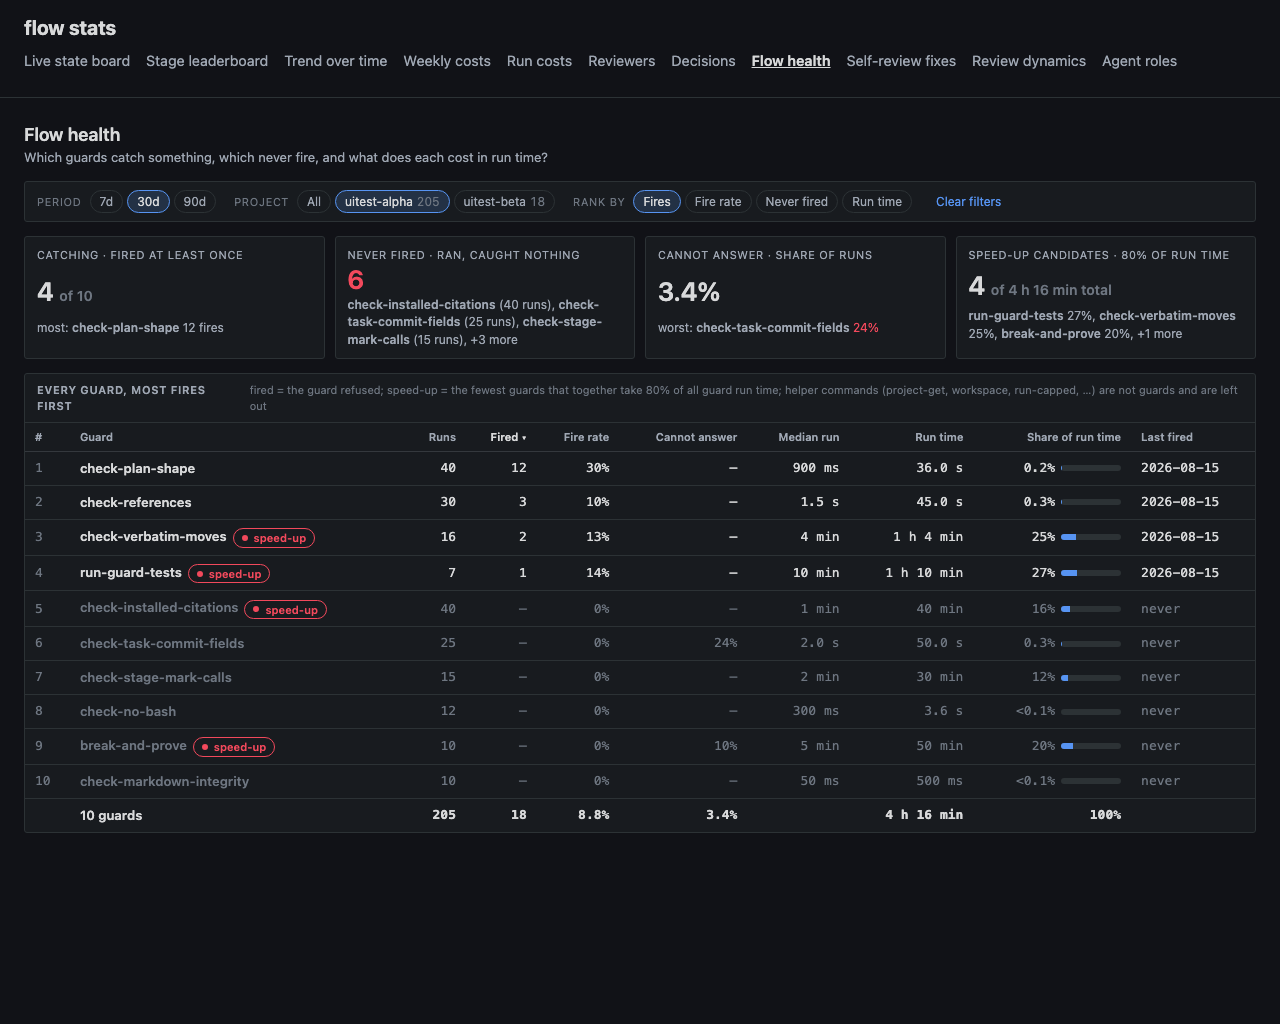 flow stats
Live state board Stage leaderboard Trend over time Weekly costs Run costs Reviewers Decisions Flow health Self-review fixes Review dynamics Agent roles
Flow health
Which guards catch something, which never fire, and what does each cost in run time?
PERIOD 7d 30d 90d PROJECT All uitest-alpha 205 uitest-beta 18 RANK BY Fires Fire rate Never fired Run time Clear filters
CATCHING · FIRED AT LEAST ONCE
4 of 10
most: check-plan-shape 12 fires
NEVER FIRED · RAN, CAUGHT NOTHING
6
check-installed-citations (40 runs), check-
task-commit-fields (25 runs), check-stage-
mark-calls (15 runs), +3 more
CANNOT ANSWER · SHARE OF RUNS
3.4%
worst: check-task-commit-fields 24%
SPEED-UP CANDIDATES · 80% OF RUN TIME
4 of 4 h 16 min total
run-guard-tests 27%, check-verbatim-moves
25%, break-and-prove 20%, +1 more
EVERY GUARD, MOST FIRES
FIRST
fired = the guard refused; speed-up = the fewest guards that together take 80% of all guard run time; helper commands (project-get, workspace, run-capped, …) are not guards and are left
out
# Guard Runs Fired ▾ Fire rate Cannot answer Median run Run time Share of run time Last fired
1 check-plan-shape 40 12 30% — 900 ms 36.0 s 0.2% 2026-08-15
2 check-references 30 3 10% — 1.5 s 45.0 s 0.3% 2026-08-15
3 check-verbatim-moves speed-up 16 2 13% — 4 min 1 h 4 min 25% 2026-08-15
4 run-guard-tests speed-up 7 1 14% — 10 min 1 h 10 min 27% 2026-08-15
5 check-installed-citations speed-up 40 — 0% — 1 min 40 min 16% never
6 check-task-commit-fields 25 — 0% 24% 2.0 s 50.0 s 0.3% never
7 check-stage-mark-calls 15 — 0% — 2 min 30 min 12% never
8 check-no-bash 12 — 0% — 300 ms 3.6 s <0.1% never
9 break-and-prove speed-up 10 — 0% 10% 5 min 50 min 20% never
10 check-markdown-integrity 10 — 0% — 50 ms 500 ms <0.1% never
10 guards 205 18 8.8% 3.4% 4 h 16 min 100%